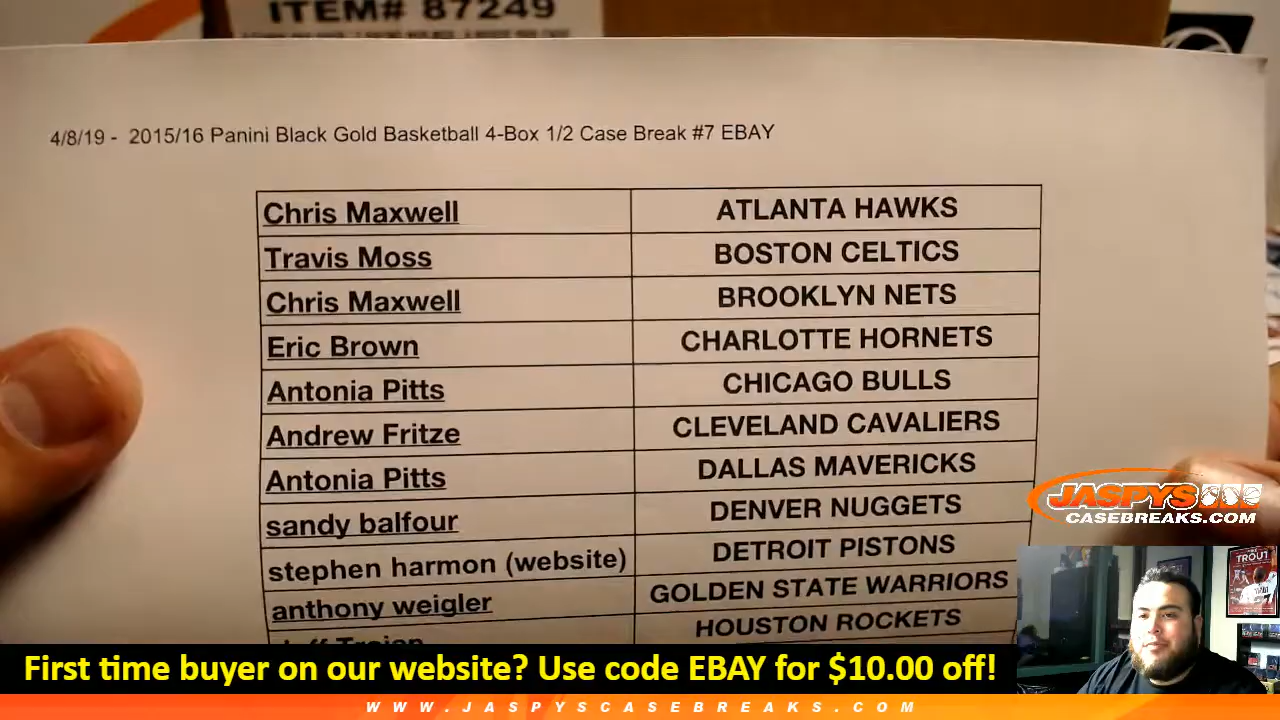 ITEM# 87249
4/8/19 - 2015/16 Panini Black Gold Basketball 4-Box 1/2 Case Break #7 EBAY
Chris Maxwell ATLANTA HAWKS
Travis Moss BOSTON CELTICS
Chris Maxwell BROOKLYN NETS
Eric Brown CHARLOTTE HORNETS
Antonia Pitts CHICAGO BULLS
Andrew Fritze CLEVELAND CAVALIERS
Antonia Pitts DALLAS MAVERICKS
sandy balfour DENVER NUGGETS
stephen harmon (website) DETROIT PISTONS
anthony weigler GOLDEN STATE WARRIORS
HOUSTON ROCKETS
JASPYS
CASEBREAKS.COM
TROUT
First time buyer on our website? Use code EBAY for $10.00 off!
WWW.JASPYSCASEBREAKS.COM